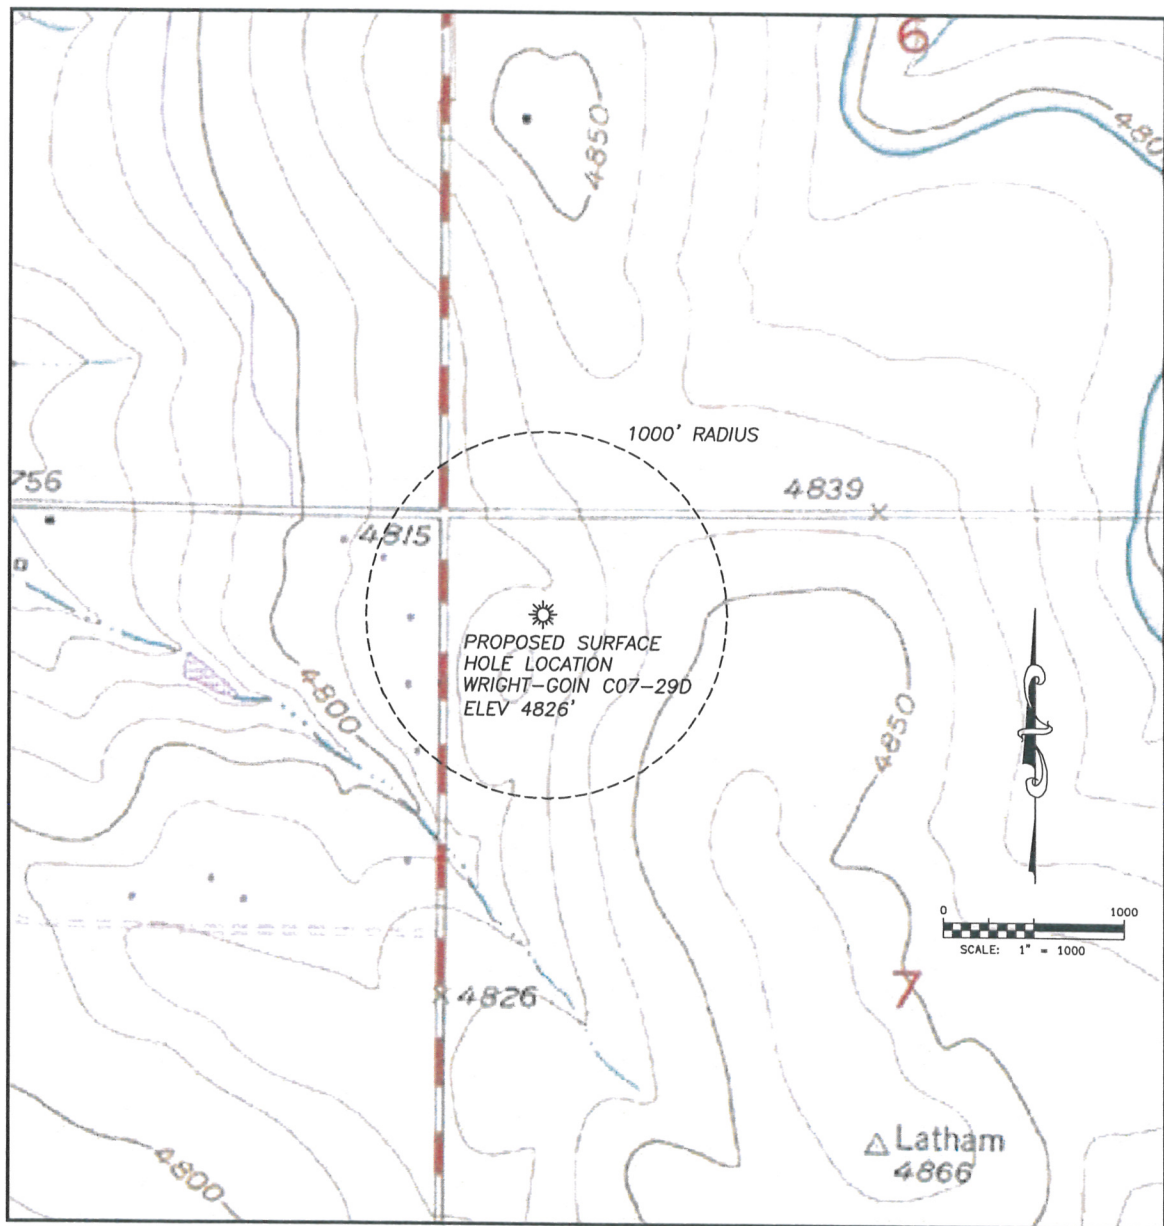 6
4850
480
1000' RADIUS
756
4839
4815
PROPOSED SURFACE
HOLE LOCATION
WRIGHT-GOIN C07-29D
ELEV 4826'
4800
4850
0 1000
SCALE: 1" = 1000
7
4826
Latham
4866
4800